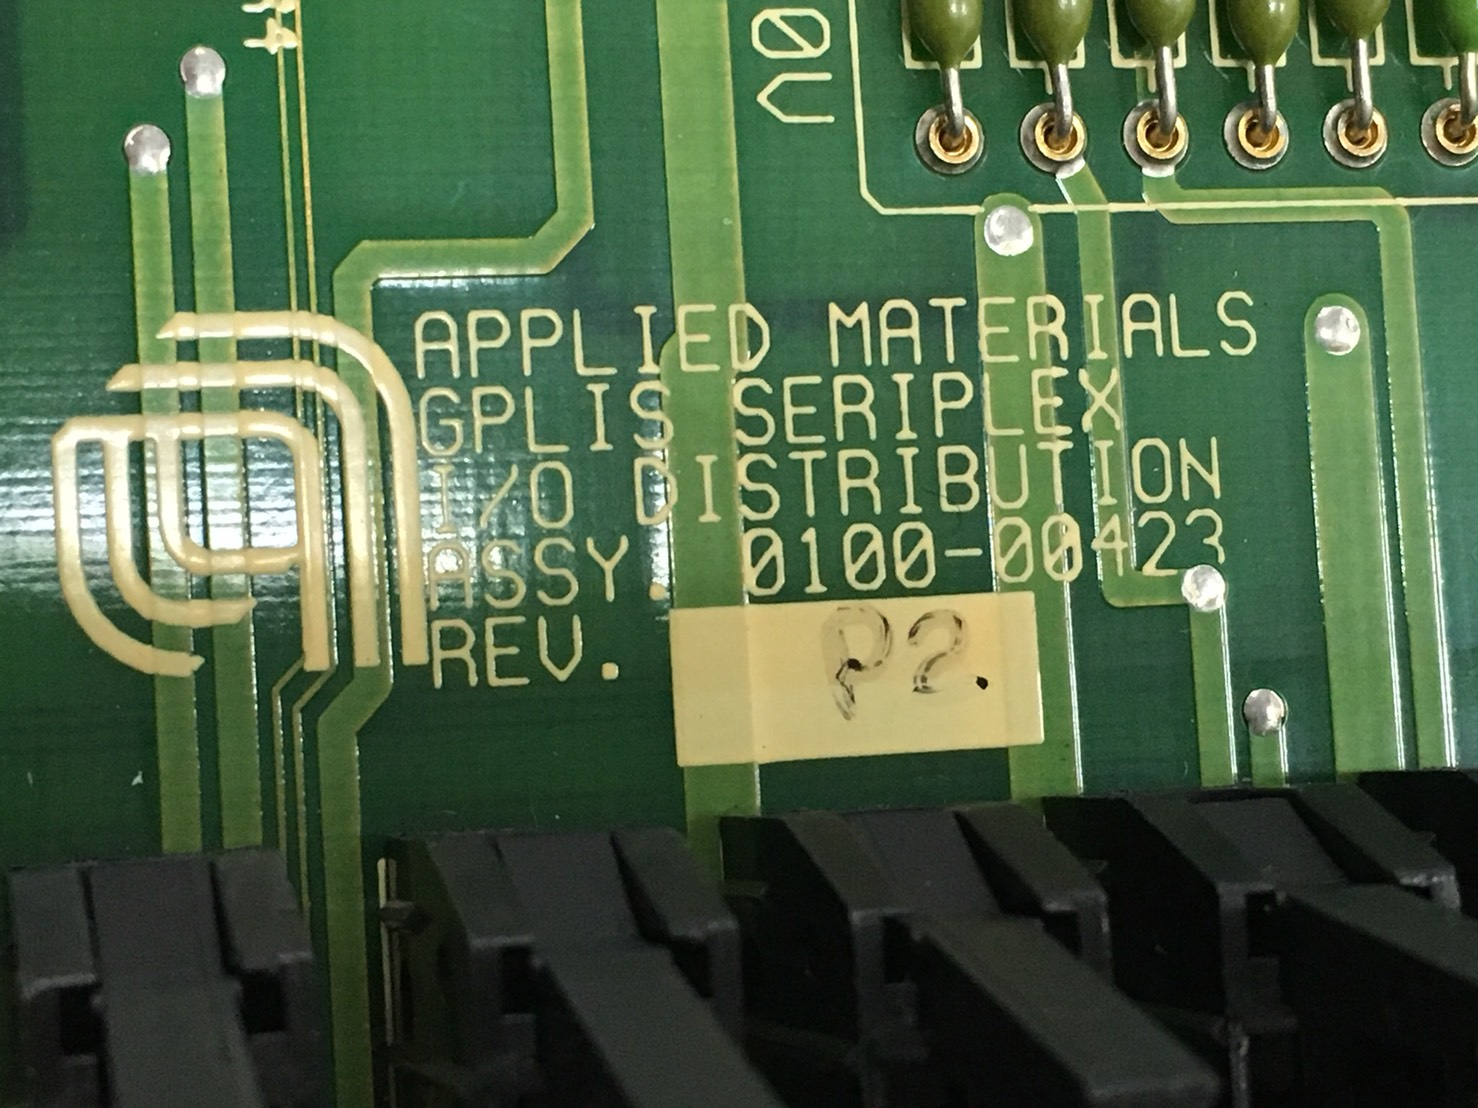 APPLIED MATERIALS
GPLIS SERIPLEX
I/O DISTRIBUTION
ASSY. 0100-00423
REV. P2.